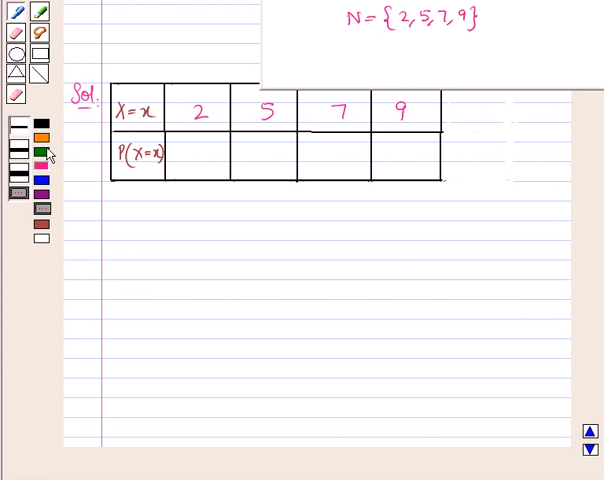 N = {2, 5, 7, 9}
Sol.
X = x 2 5 7 9
P(X=x)